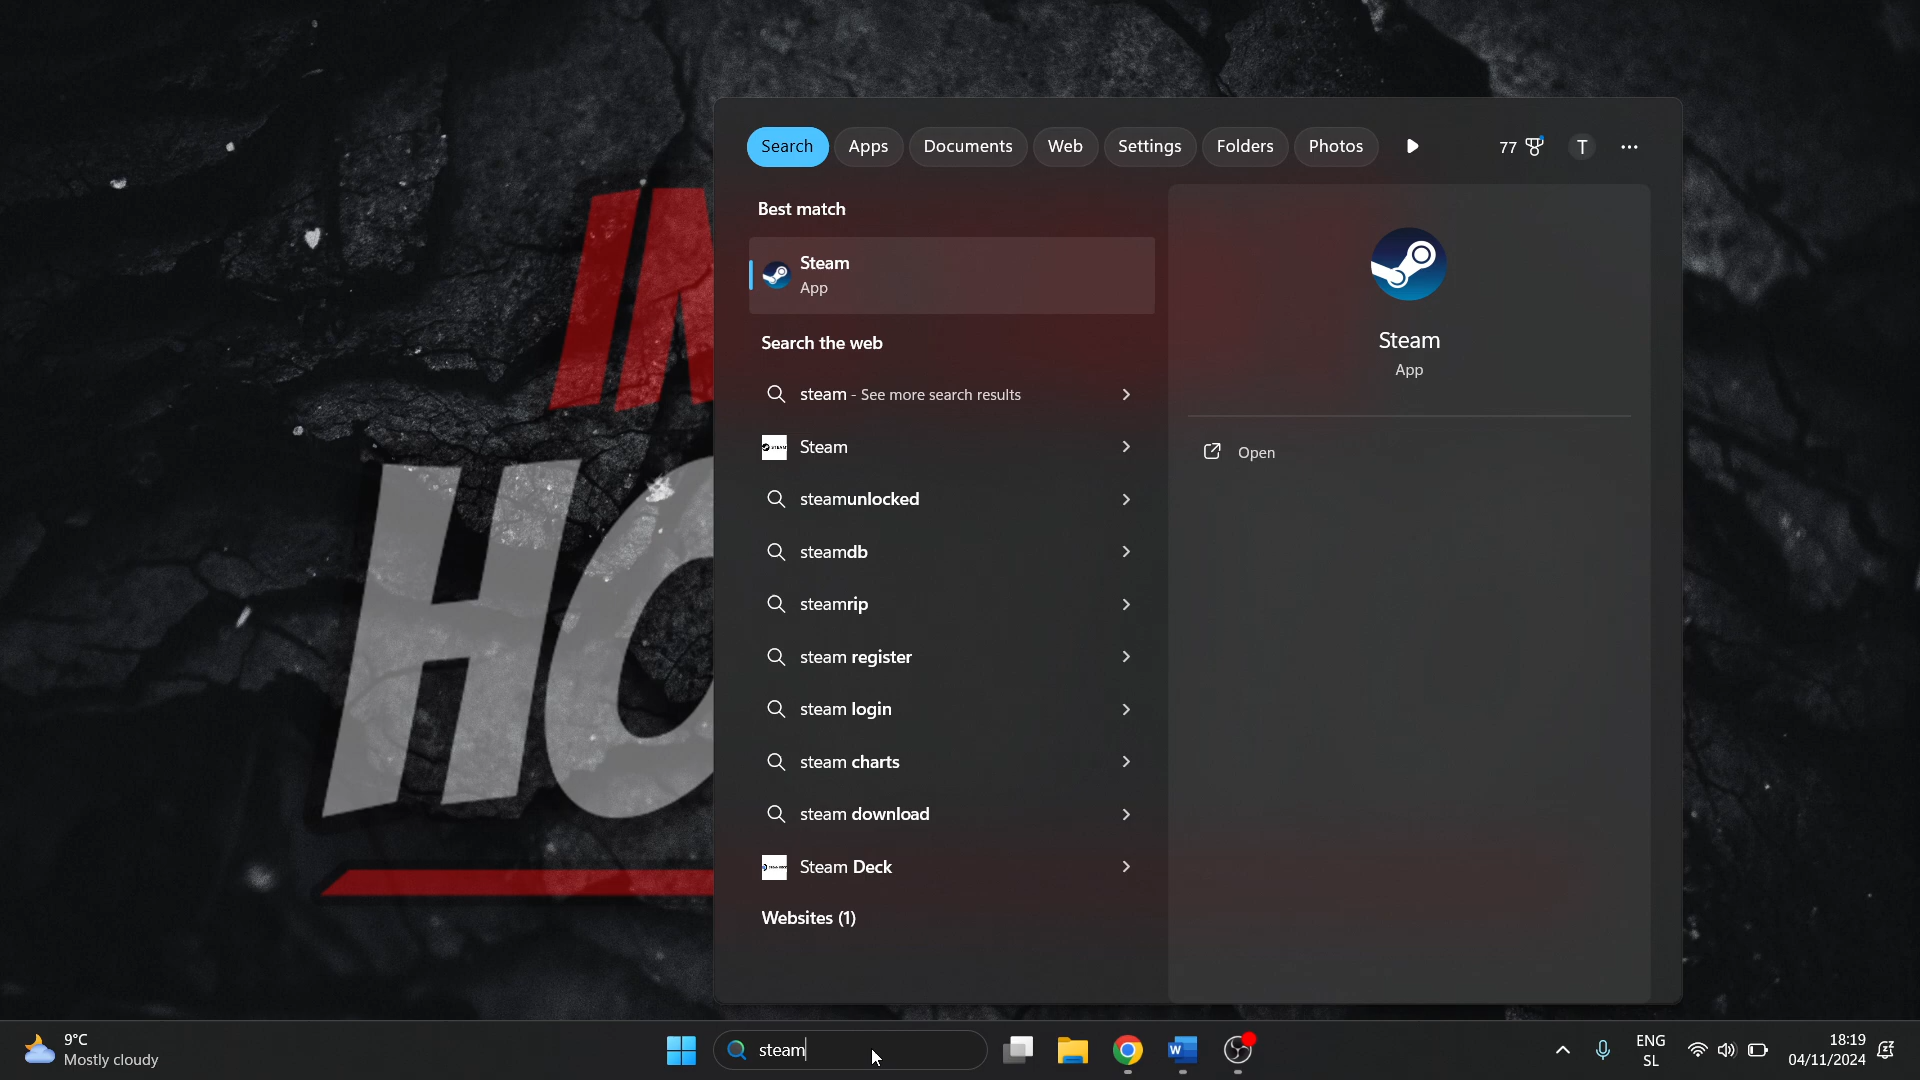 Search Apps Documents Web Settings Folders Photos 77 T
Best match
Steam
App
Search the web
steam - See more search results
Steam
steamunlocked
steamdb
steamrip
steam register
steam login
steam charts
steam download
Steam Deck
Websites (1)
Steam
App
Open
HO
9°C
Mostly cloudy
steam
W
ENG
SL
18:19
04/11/2024